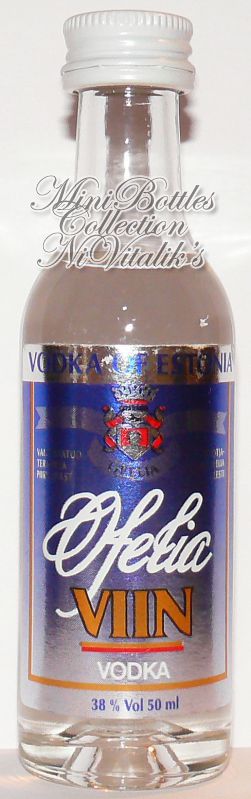 MiniBottles
Collection
NiVitalik's
VODKA OF ESTONIA
Ofelia
VIIN
VODKA
38 % Vol 50 ml